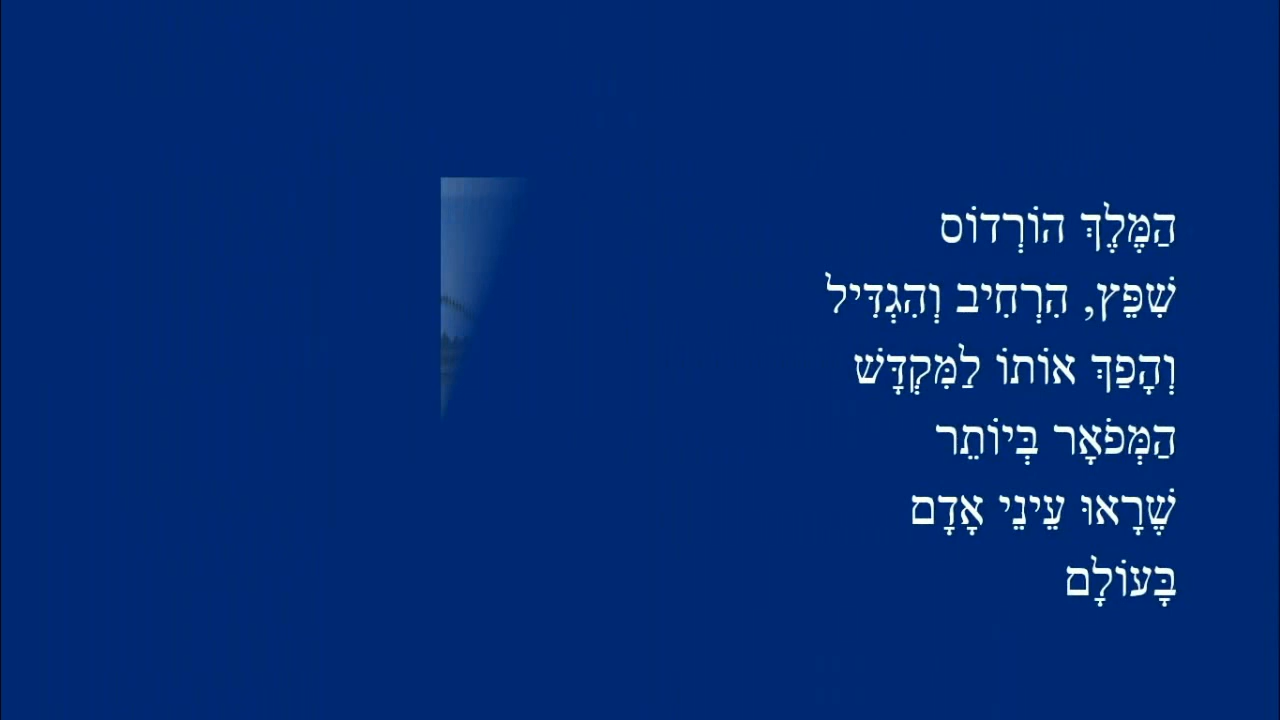 הַמֶּלֶךְ הוֹרְדוֹס
שִׁפֵּץ, הִרְחִיב וְהִגְדִּיל
וְהָפַךְ אוֹתוֹ לַמִּקְדָּשׁ
הַמְּפֹאָר בְּיוֹתֵר
שֶׁרָאוּ עֵינֵי אָדָם
בָּעוֹלָם